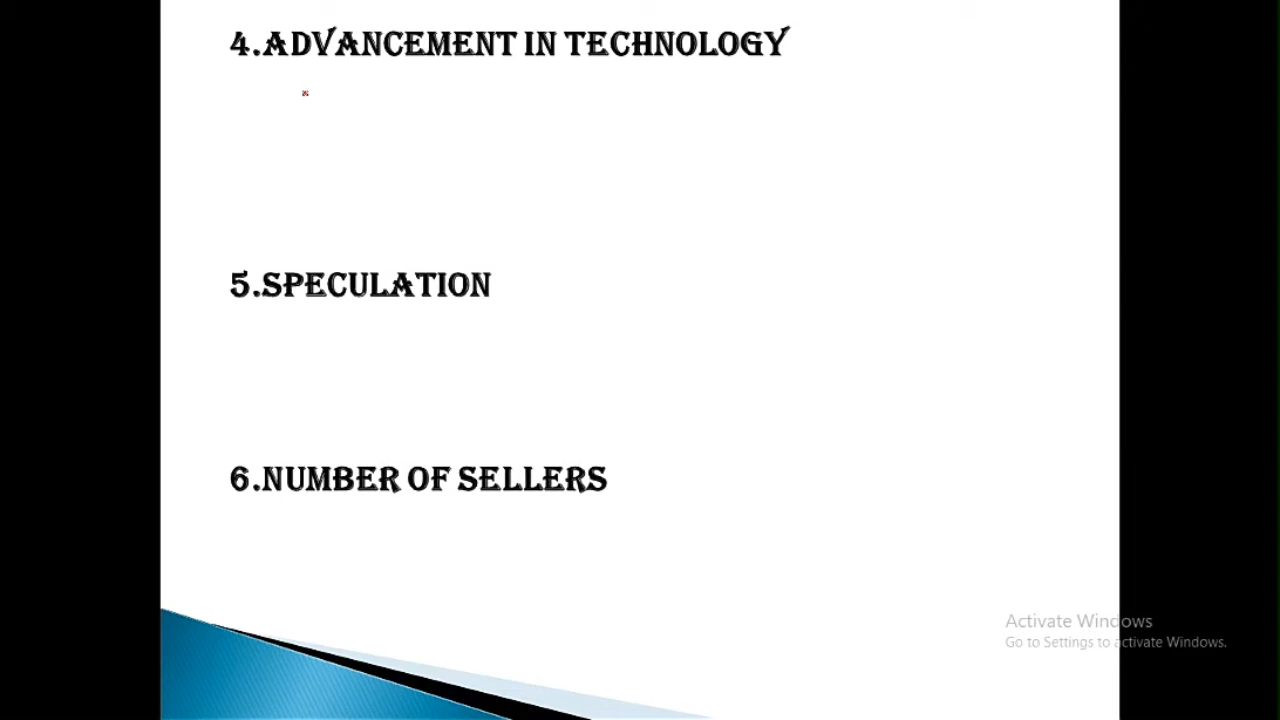 4.ADVANCEMENT IN TECHNOLOGY
5.SPECULATION
6.NUMBER OF SELLERS
Activate Windows
Go to Settings to activate Windows.